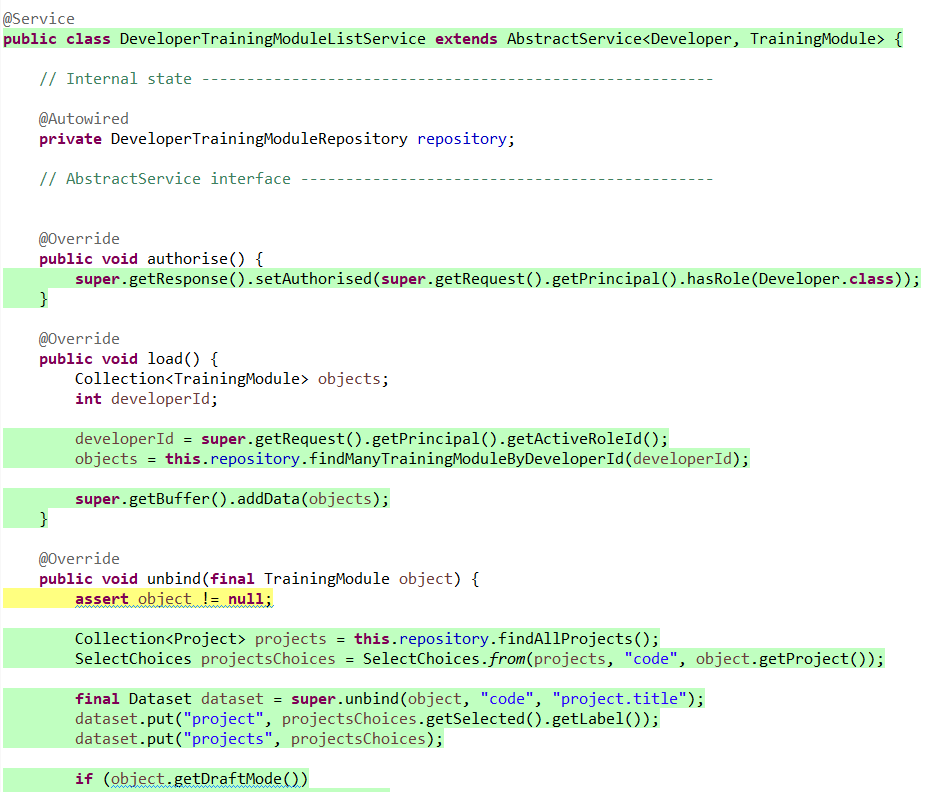 @Service
public class DeveloperTrainingModuleListService extends AbstractService<Developer, TrainingModule> {
// Internal state ---------------------------------------------------------
@Autowired
private DeveloperTrainingModuleRepository repository;
// AbstractService interface ----------------------------------------------
@Override
public void authorise() {
super.getResponse().setAuthorised(super.getRequest().getPrincipal().hasRole(Developer.class));
}
@Override
public void load() {
Collection<TrainingModule> objects;
int developerId;
developerId = super.getRequest().getPrincipal().getActiveRoleId();
objects = this.repository.findManyTrainingModuleByDeveloperId(developerId);
super.getBuffer().addData(objects);
}
@Override
public void unbind(final TrainingModule object) {
assert object != null;
Collection<Project> projects = this.repository.findAllProjects();
SelectChoices projectsChoices = SelectChoices.from(projects, "code", object.getProject());
final Dataset dataset = super.unbind(object, "code", "project.title");
dataset.put("project", projectsChoices.getSelected().getLabel());
dataset.put("projects", projectsChoices);
if (object.getDraftMode())